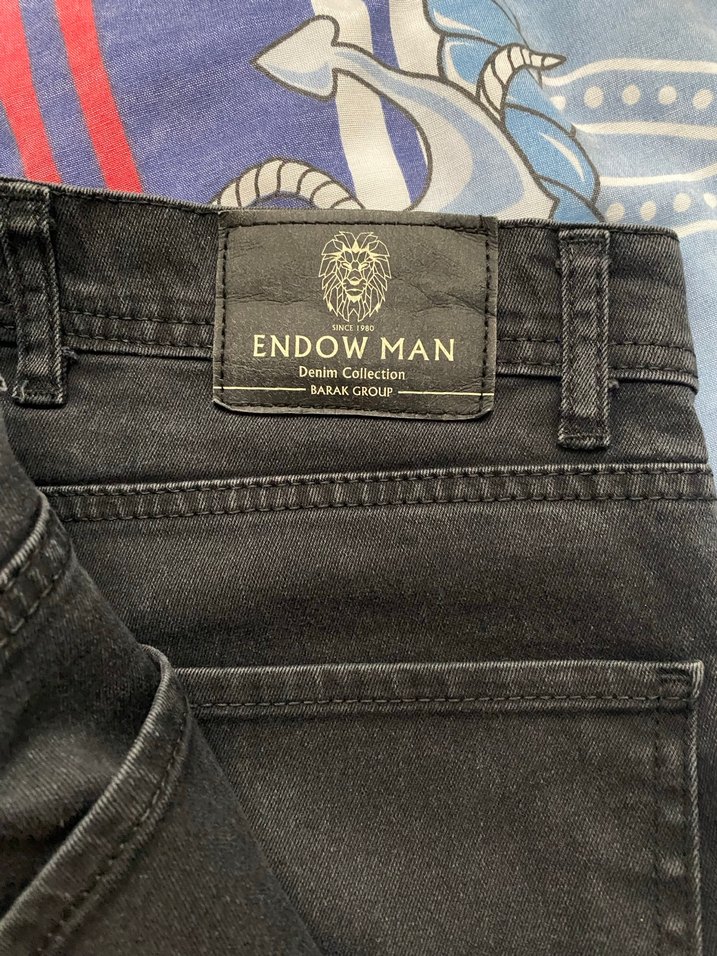 SINCE 1980
ENDOW MAN
Denim Collection
BARAK GROUP